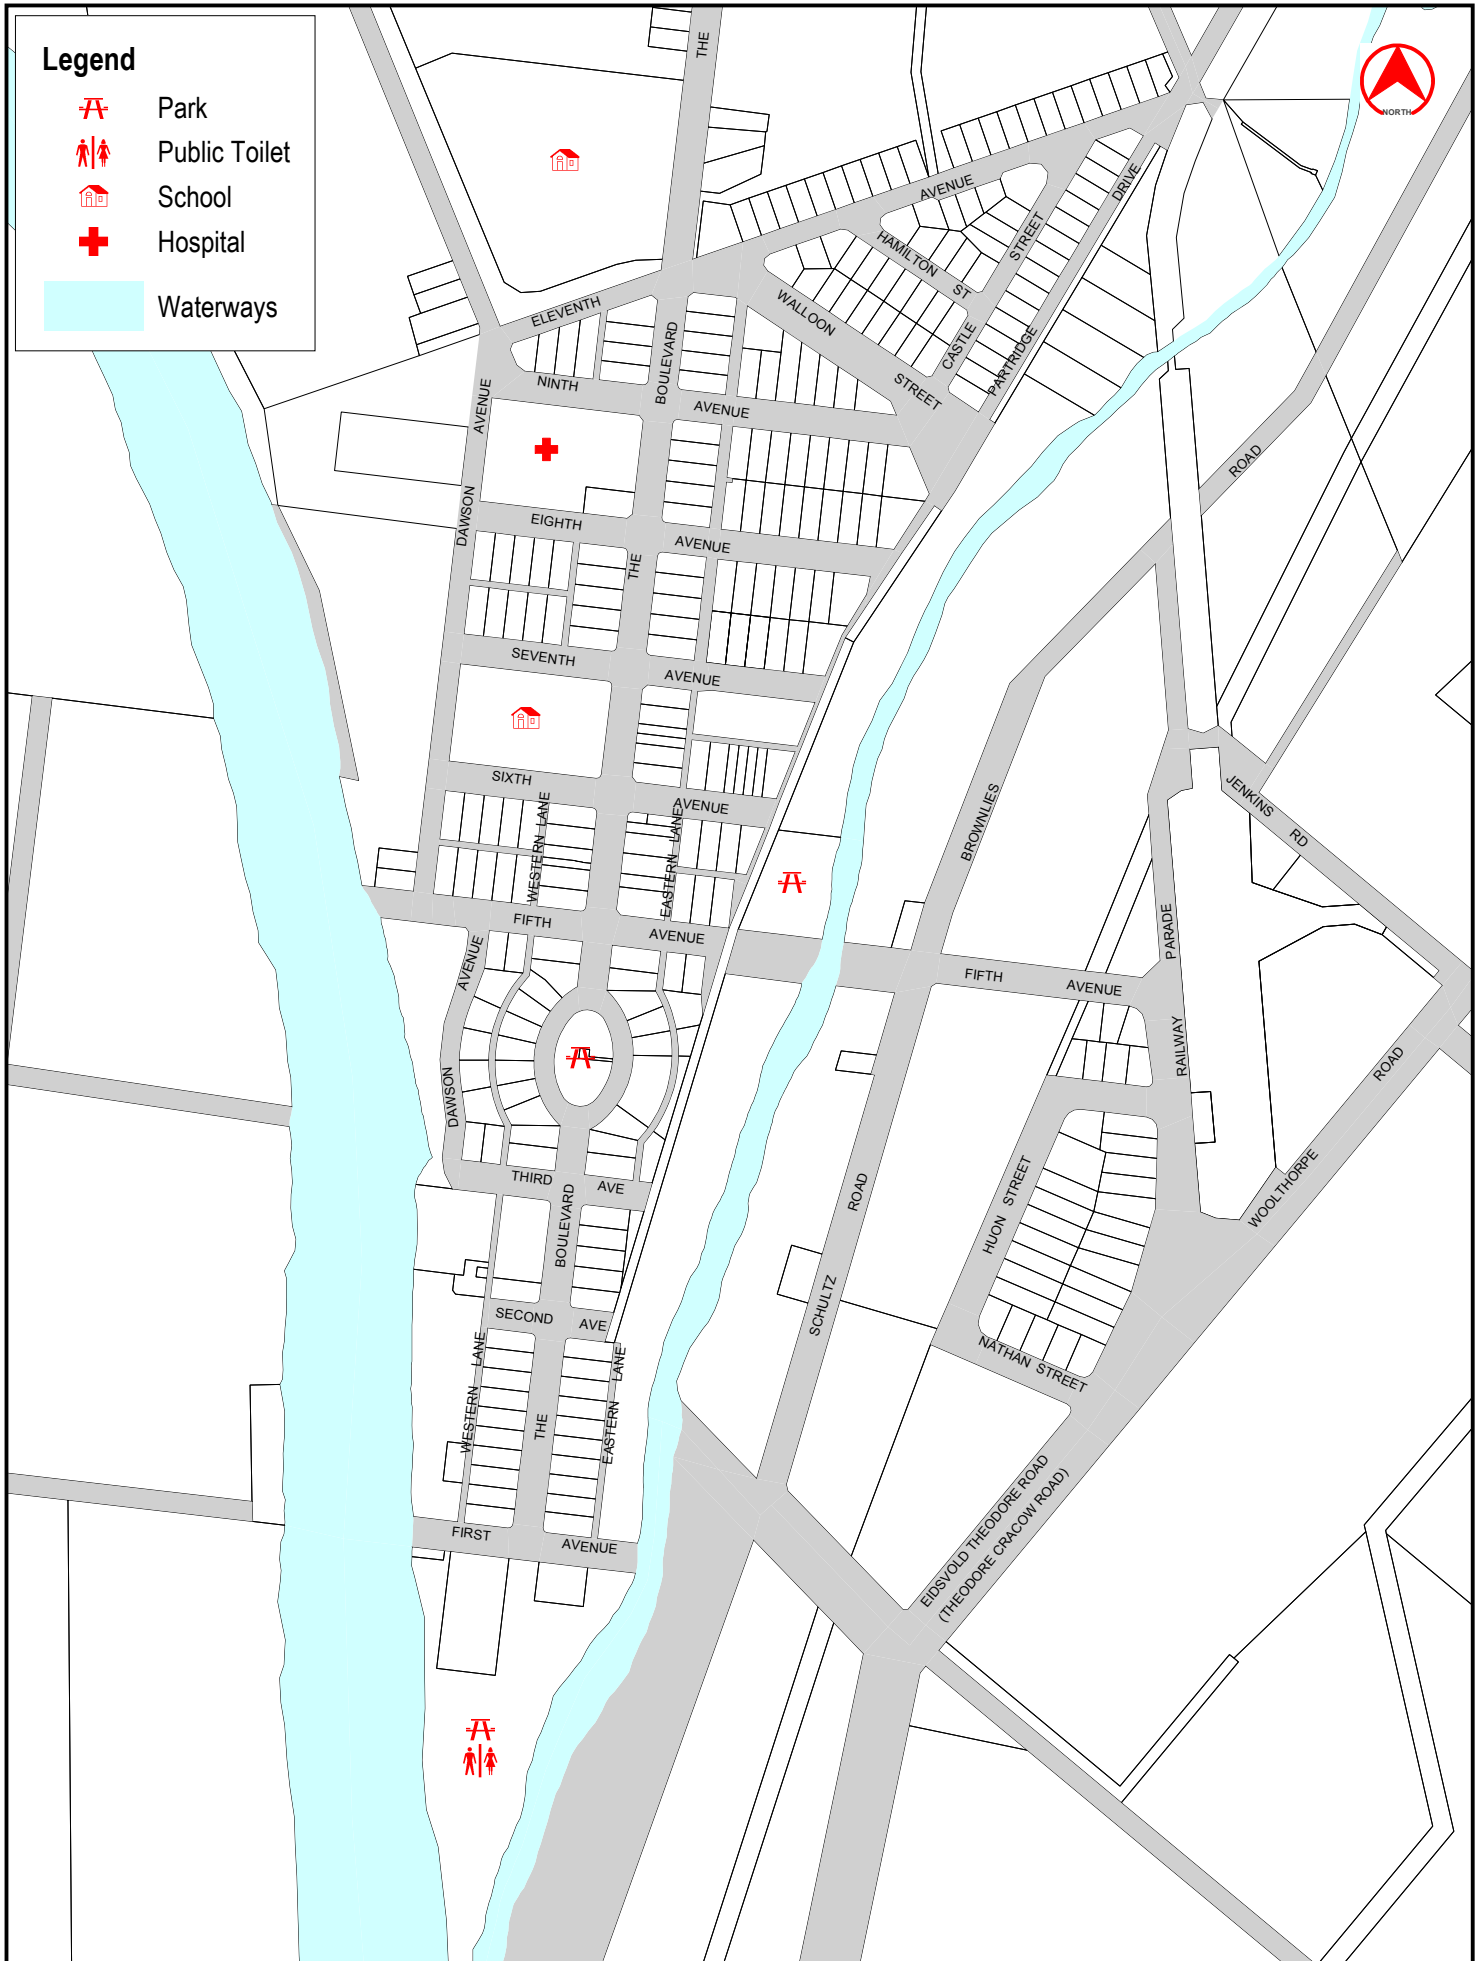 Legend
Park
Public Toilet
School
Hospital
Waterways
NORTH
THE
AVENUE
DRIVE
STREET
HAMILTON
ST
ELEVENTH
WALLOON
STREET
CASTLE
PARTRIDGE
BOULEVARD
NINTH
AVENUE
AVENUE
ROAD
DAWSON
EIGHTH
AVENUE
THE
SEVENTH
AVENUE
SIXTH
AVENUE
WESTERN LANE
EASTERN LANE
BROWNLIES
JENKINS
RD
FIFTH
AVENUE
PARADE
AVENUE
FIFTH
AVENUE
RAILWAY
ROAD
DAWSON
THIRD
AVE
BOULEVARD
ROAD
HUON STREET
WOOLTHORPE
SECOND
AVE
SCHULTZ
NATHAN STREET
WESTERN LANE
EASTERN LANE
THE
FIRST
AVENUE
EIDSVOLD THEODORE ROAD
(THEODORE CRACOW ROAD)